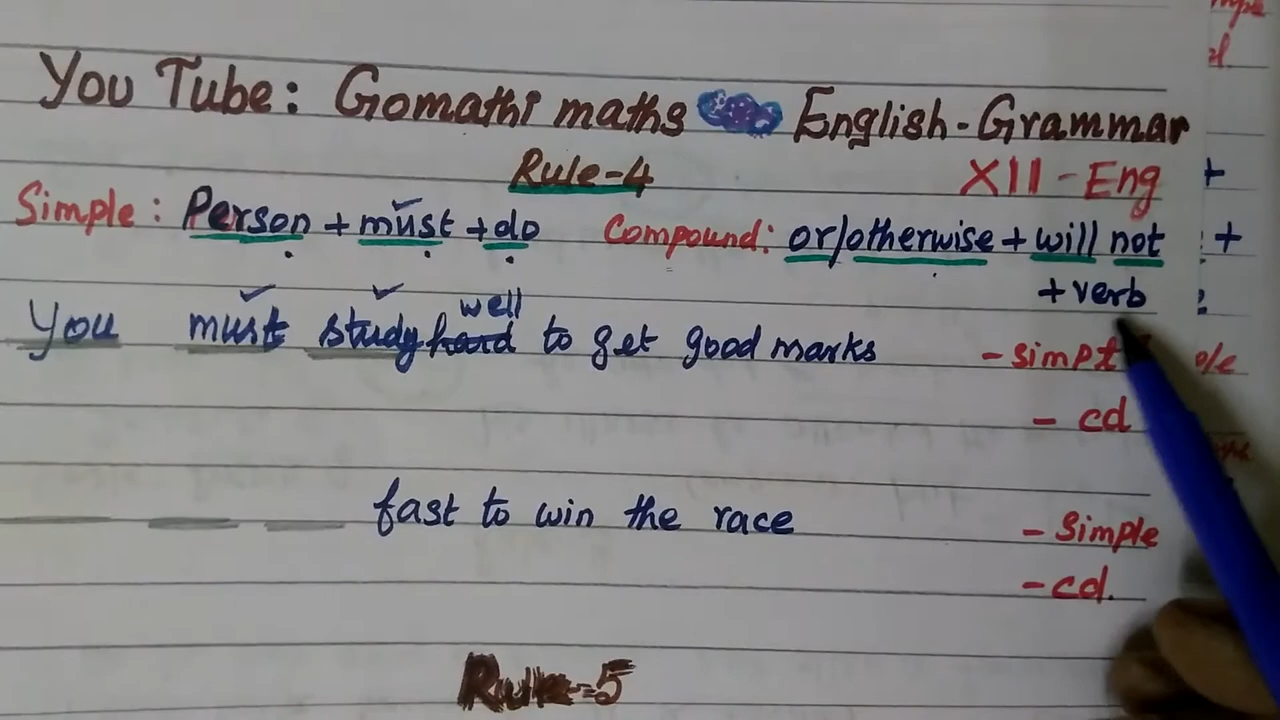 You Tube: Gomathi maths English-Grammar
Rule-4 XII-Eng
Simple: Person + must + do Compound: or/otherwise + will not
+ verb
well
You must study hard to get good marks - simpl
- cd
fast to win the race - Simple
- cd.
Rule-5